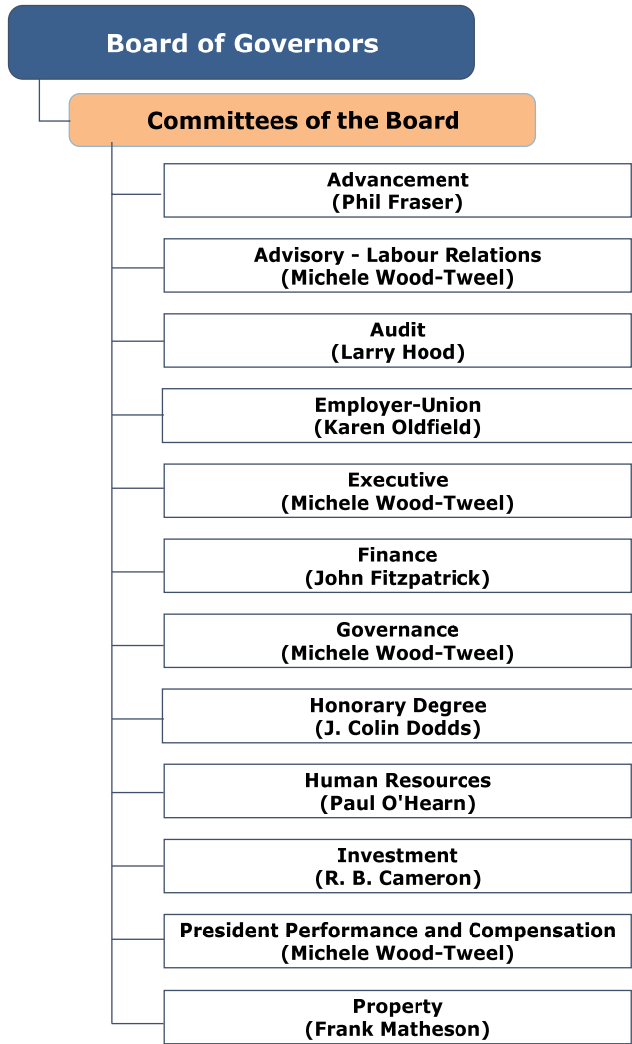 Board of Governors
Committees of the Board
Advancement
(Phil Fraser)
Advisory - Labour Relations
(Michele Wood-Tweel)
Audit
(Larry Hood)
Employer-Union
(Karen Oldfield)
Executive
(Michele Wood-Tweel)
Finance
(John Fitzpatrick)
Governance
(Michele Wood-Tweel)
Honorary Degree
(J. Colin Dodds)
Human Resources
(Paul O'Hearn)
Investment
(R. B. Cameron)
President Performance and Compensation
(Michele Wood-Tweel)
Property
(Frank Matheson)